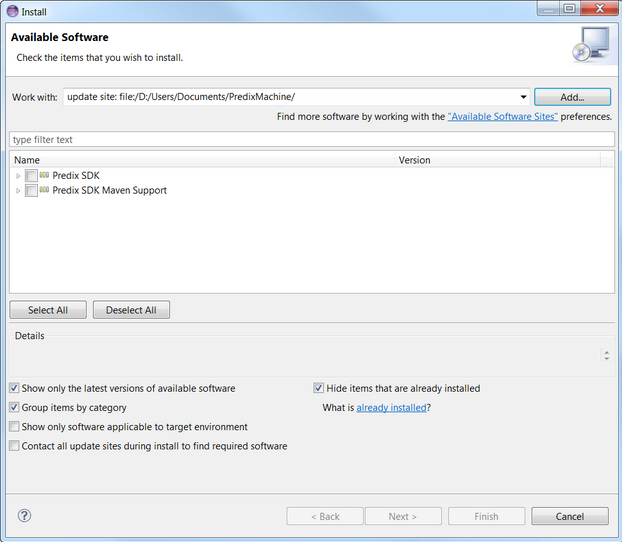 Install
Available Software
Check the items that you wish to install.
Work with: update site: file:/D:/Users/Documents/PredixMachine/ Add...
Find more software by working with the "Available Software Sites" preferences.
type filter text
Name Version
Predix SDK
Predix SDK Maven Support
Select All Deselect All
Details
Show only the latest versions of available software Hide items that are already installed
Group items by category What is already installed?
Show only software applicable to target environment
Contact all update sites during install to find required software
? < Back Next > Finish Cancel